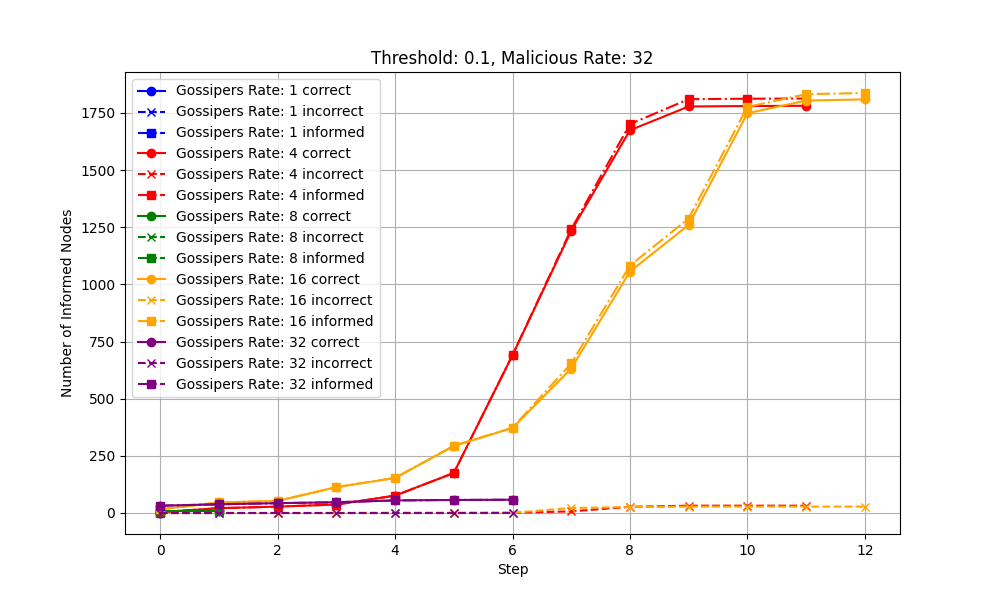 Threshold: 0.1, Malicious Rate: 32
Gossipers Rate: 1 correct
Gossipers Rate: 1 incorrect
Gossipers Rate: 1 informed
Gossipers Rate: 4 correct
Gossipers Rate: 4 incorrect
Gossipers Rate: 4 informed
Gossipers Rate: 8 correct
Gossipers Rate: 8 incorrect
Gossipers Rate: 8 informed
Gossipers Rate: 16 correct
Gossipers Rate: 16 incorrect
Gossipers Rate: 16 informed
Gossipers Rate: 32 correct
Gossipers Rate: 32 incorrect
Gossipers Rate: 32 informed
Number of Informed Nodes
1750
1500
1250
1000
750
500
250
0
0 2 4 6 8 10 12
Step